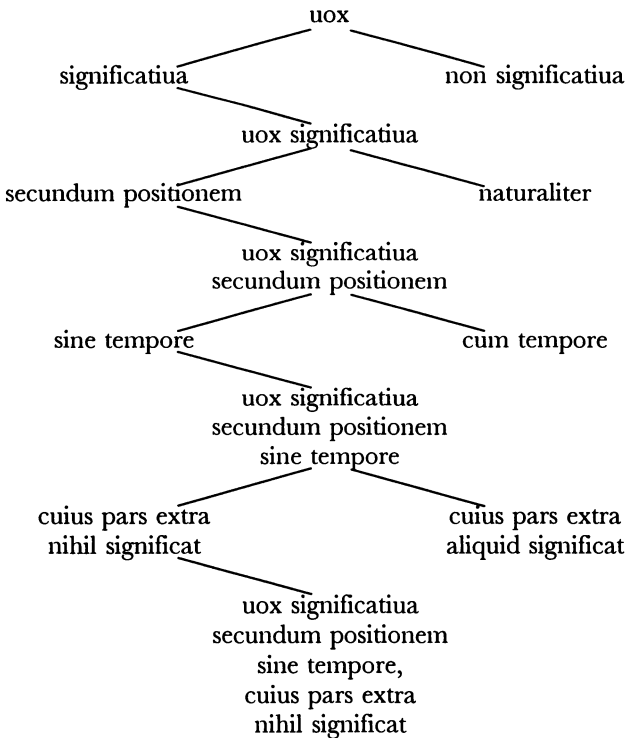 uox
significatiua
non significatiua
uox significatiua
secundum positionem
naturaliter
uox significatiua
secundum positionem
sine tempore
cum tempore
uox significatiua
secundum positionem
sine tempore
cuius pars extra
nihil significat
cuius pars extra
aliquid significat
uox significatiua
secundum positionem
sine tempore,
cuius pars extra
nihil significat